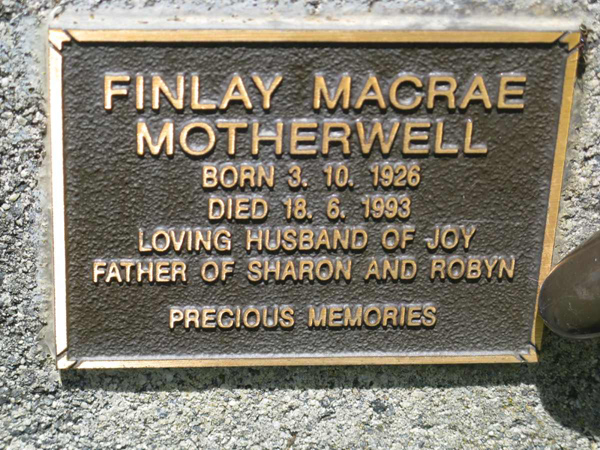 FINLAY MACRAE
MOTHERWELL
BORN 3. 10. 1926
DIED 18. 6. 1993
LOVING HUSBAND OF JOY
FATHER OF SHARON AND ROBYN
PRECIOUS MEMORIES